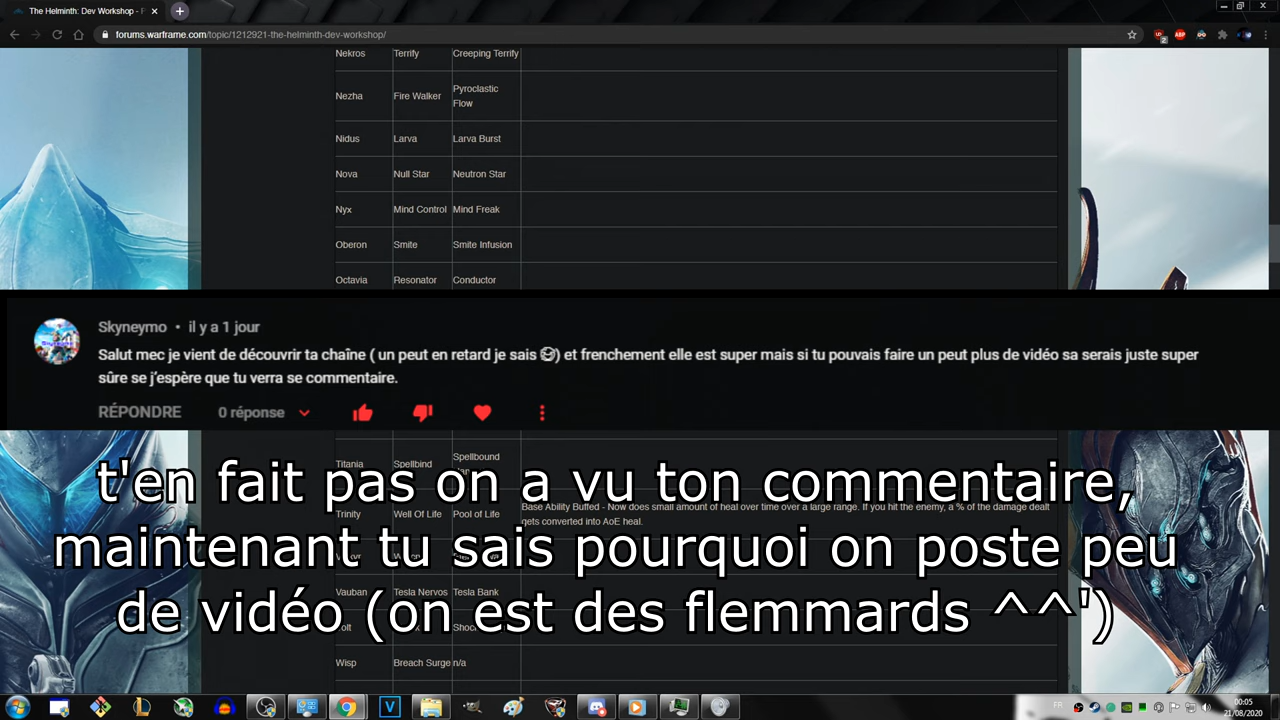 The Helminth: Dev Workshop - F
forums.warframe.com/topic/1212921-the-helminth-dev-workshop/
Nekros Terrify Creeping Terrify
Nezha Fire Walker Pyroclastic
Flow
Nidus Larva Larva Burst
Nova Null Star Neutron Star
Nyx Mind Control Mind Freak
Oberon Smite Smite Infusion
Octavia Resonator Conductor
Skyneymo • il y a 1 jour
Salut mec je vient de découvrir ta chaîne ( un peut en retard je sais 😅) et frenchement elle est super mais si tu pouvais faire un peut plus de vidéo sa serais juste super
sûre se j'espère que tu verra se commentaire.
RÉPONDRE 0 réponse
Titania Spellbind Spellbound
t'en fait pas on a vu ton commentaire,
Trinity Well Of Life Pool of Life Base Ability Buffed - Now does small amount of heal over time over a large range. If you hit the enemy, a % of the damage dealt
gets converted into AoE heal.
maintenant tu sais pourquoi on poste peu
Vauban Tesla Nervos Tesla Bank
de vidéo (on est des flemmards ^^')
Wisp Breach Surge n/a
FR 00:05
21/08/2020